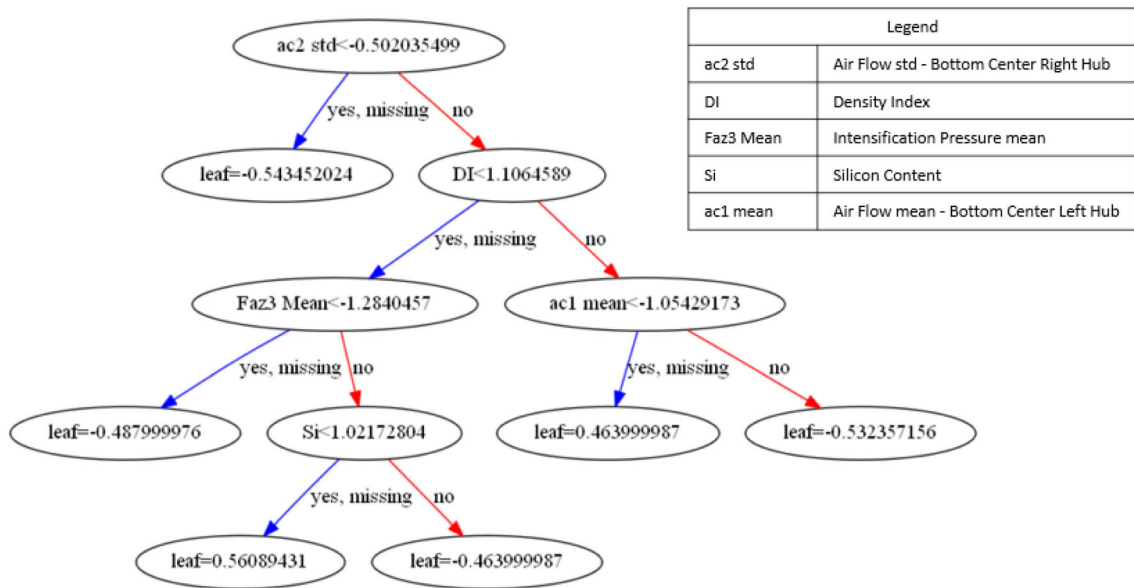 ac2 std<-0.502035499
yes, missing
no
leaf=-0.543452024
DI<1.1064589
yes, missing
no
Faz3 Mean<-1.2840457
ac1 mean<-1.05429173
yes, missing
no
yes, missing
no
leaf=-0.487999976
Si<1.02172804
leaf=0.463999987
leaf=-0.532357156
yes, missing
no
leaf=0.56089431
leaf=-0.463999987
Legend
ac2 std Air Flow std - Bottom Center Right Hub
DI Density Index
Faz3 Mean Intensification Pressure mean
Si Silicon Content
ac1 mean Air Flow mean - Bottom Center Left Hub